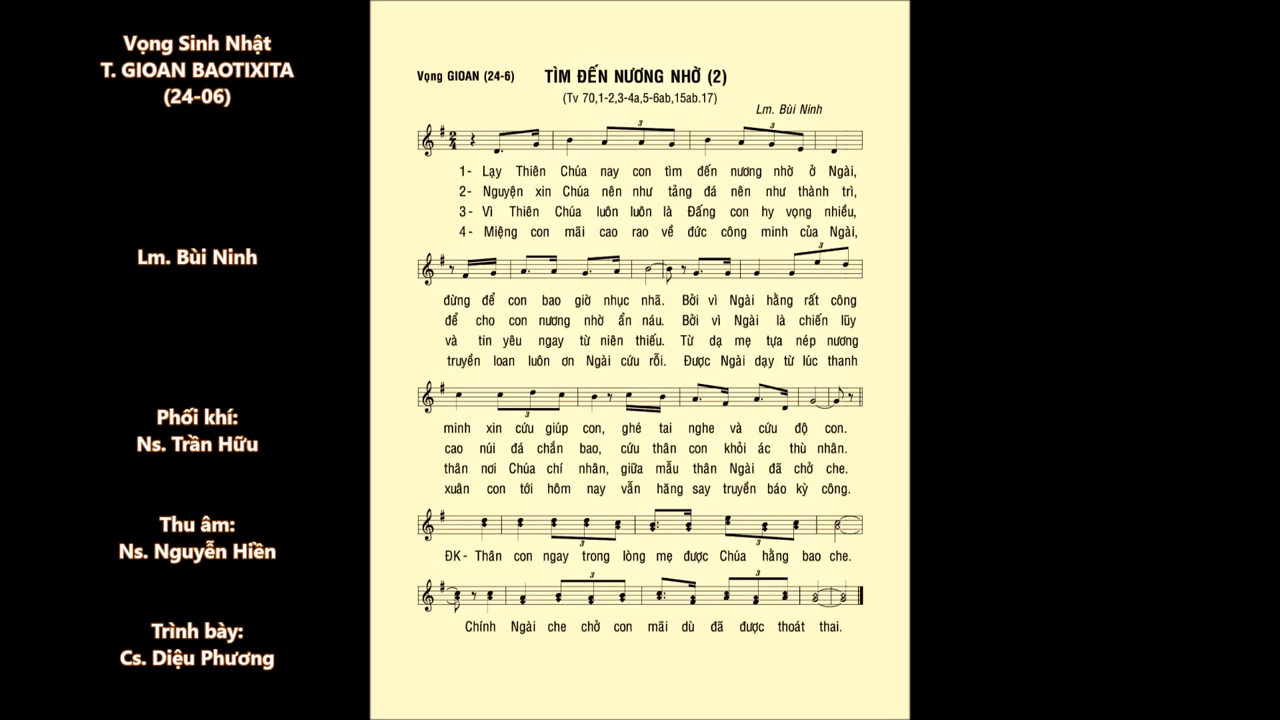 Vọng Sinh Nhật
T. GIOAN BAOTIXITA
(24-06)
Lm. Bùi Ninh
Phối khí:
Ns. Trần Hữu
Thu âm:
Ns. Nguyễn Hiền
Trình bày:
Cs. Diệu Phương
Vọng GIOAN (24-6) TÌM ĐẾN NƯƠNG NHỜ (2)
(Tv 70,1-2,3-4a,5-6ab,15ab.17)
Lm. Bùi Ninh
3 3
2
4
1- Lạy Thiên Chúa nay con tìm đến nương nhờ ở Ngài,
2- Nguyện xin Chúa nên như tảng đá nên như thành trì,
3- Vì Thiên Chúa luôn luôn là Đấng con hy vọng nhiều,
4- Miệng con mãi cao rao về đức công minh của Ngài,
3
đừng để con bao giờ nhục nhã. Bởi vì Ngài hằng rất công
để cho con nương nhờ ẩn náu. Bởi vì Ngài là chiến lũy
và tin yêu ngay từ niên thiếu. Từ dạ mẹ tựa nép nương
truyền loan luôn ơn Ngài cứu rỗi. Được Ngài dạy từ lúc thanh
3
minh xin cứu giúp con, ghé tai nghe và cứu độ con.
cao núi đá chắn bao, cứu thân con khỏi ác thù nhân.
thân nơi Chúa chí nhân, giữa mẫu thân Ngài đã chở che.
xuân con tới hôm nay vẫn hăng say truyền báo kỳ công.
3 3
ĐK- Thân con ngay trong lòng mẹ được Chúa hằng bao che.
3 3
Chính Ngài che chở con mãi dù đã được thoát thai.